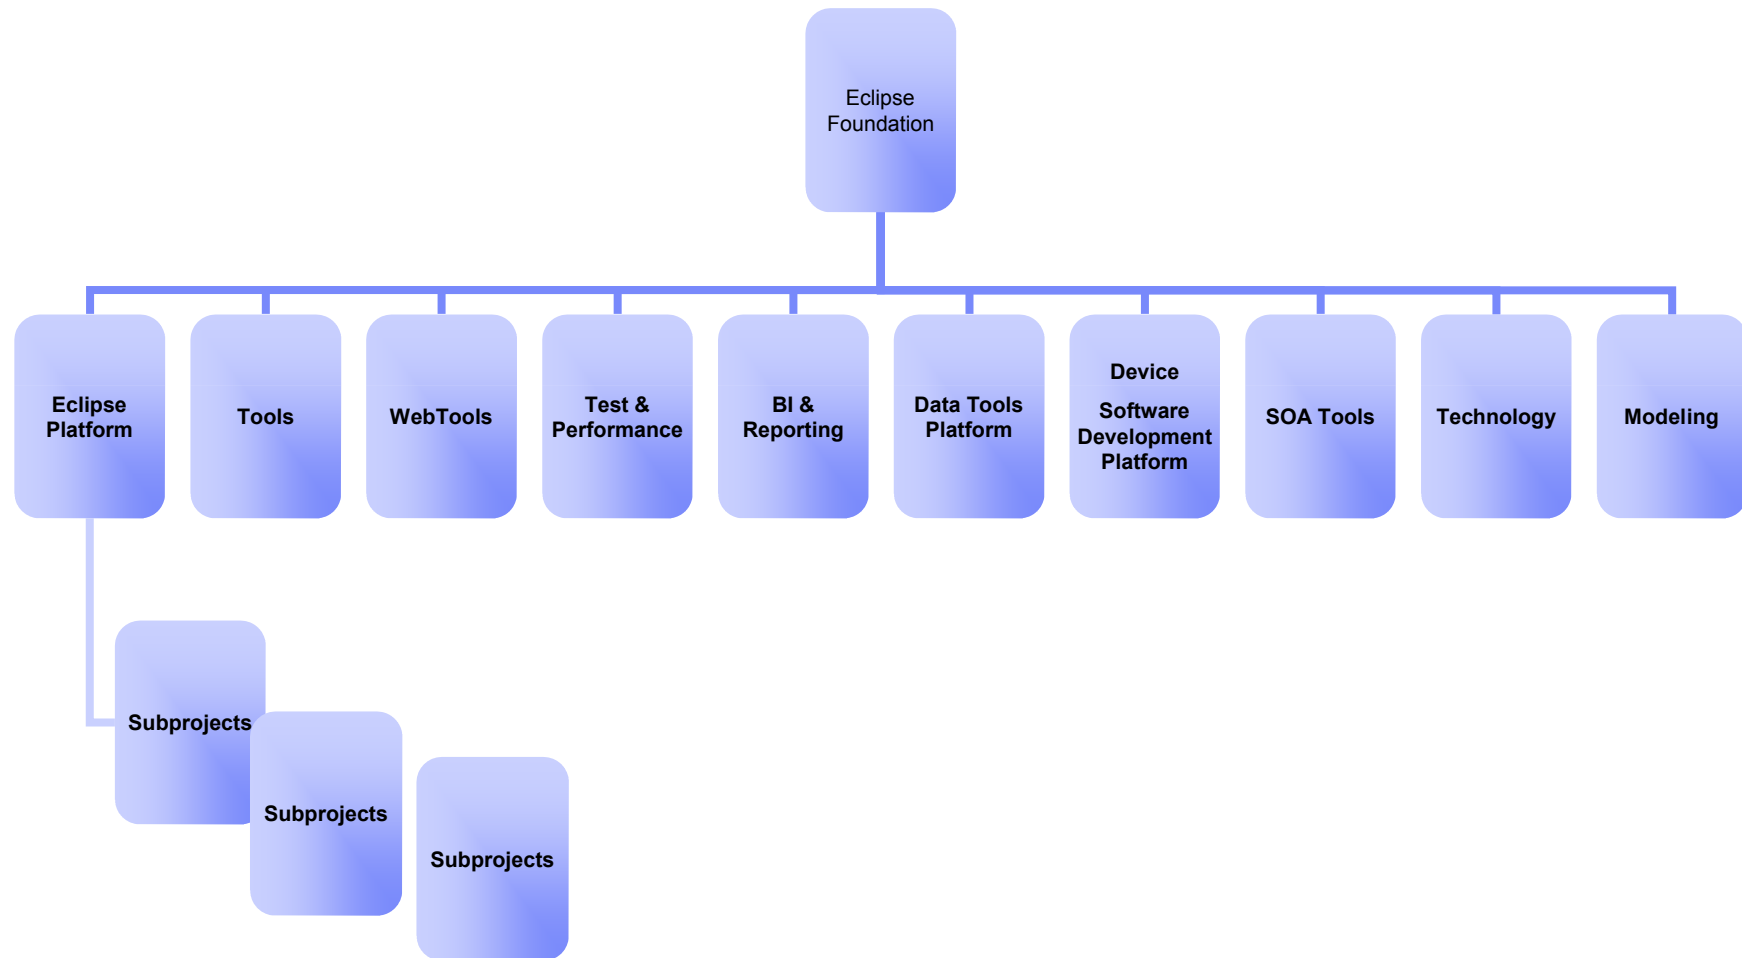 Eclipse
Foundation
Eclipse
Platform
Tools
WebTools
Test &
Performance
BI &
Reporting
Data Tools
Platform
Device
Software
Development
Platform
SOA Tools
Technology
Modeling
Subprojects
Subprojects
Subprojects